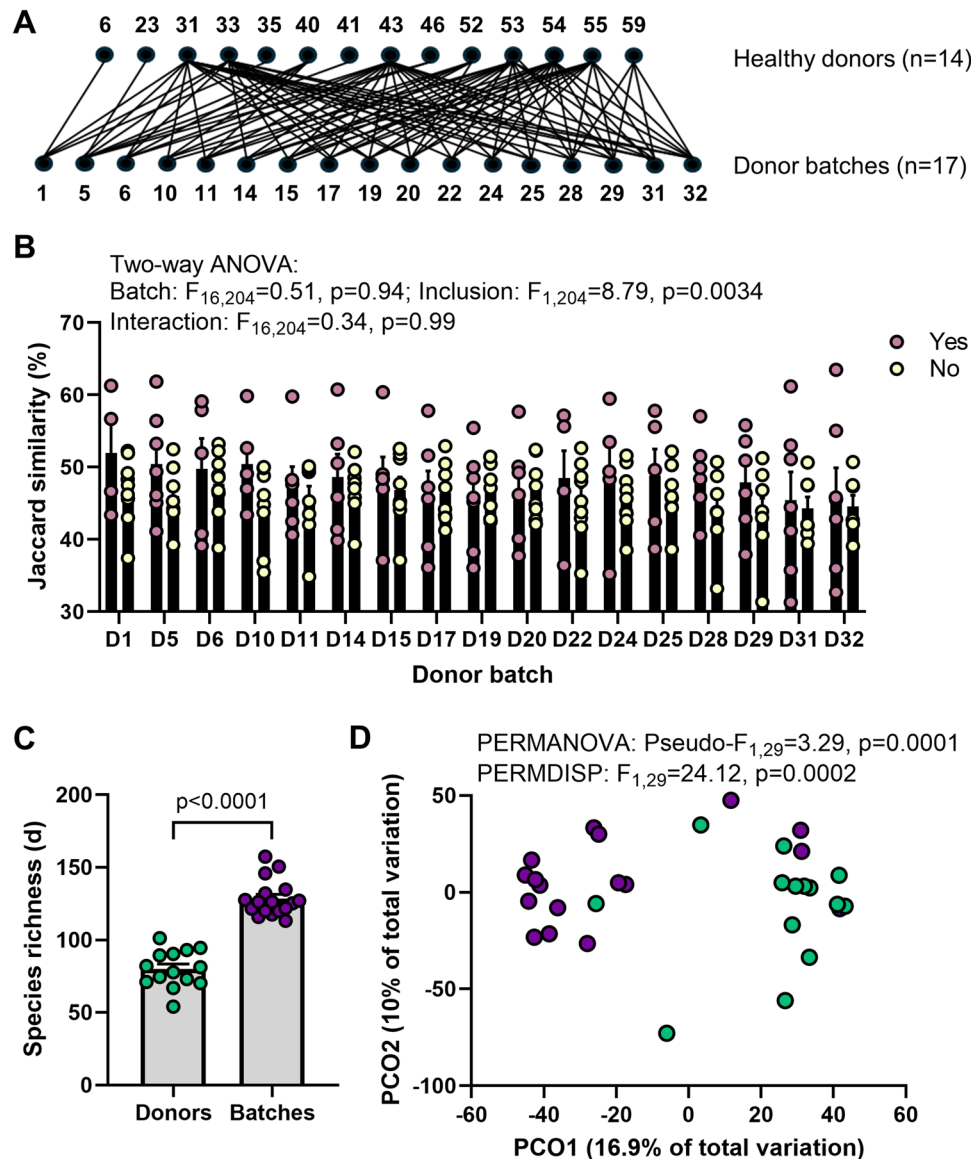 A
6 23 31 33 35 40 41 43 46 52 53 54 55 59
Healthy donors (n=14)
Donor batches (n=17)
1 5 6 10 11 14 15 17 19 20 22 24 25 28 29 31 32
B
Two-way ANOVA:
Batch: F16,204=0.51, p=0.94; Inclusion: F1,204=8.79, p=0.0034
Interaction: F16,204=0.34, p=0.99
Yes
No
Jaccard similarity (%)
70
60
50
40
30
D1 D5 D6 D10 D11 D14 D15 D17 D19 D20 D22 D24 D25 D28 D29 D31 D32
Donor batch
C
p<0.0001
Species richness (d)
200
150
100
50
0
Donors Batches
D
PERMANOVA: Pseudo-F1,29=3.29, p=0.0001
PERMDISP: F1,29=24.12, p=0.0002
PCO2 (10% of total variation)
50
0
-50
-100
-60 -40 -20 0 20 40 60
PCO1 (16.9% of total variation)